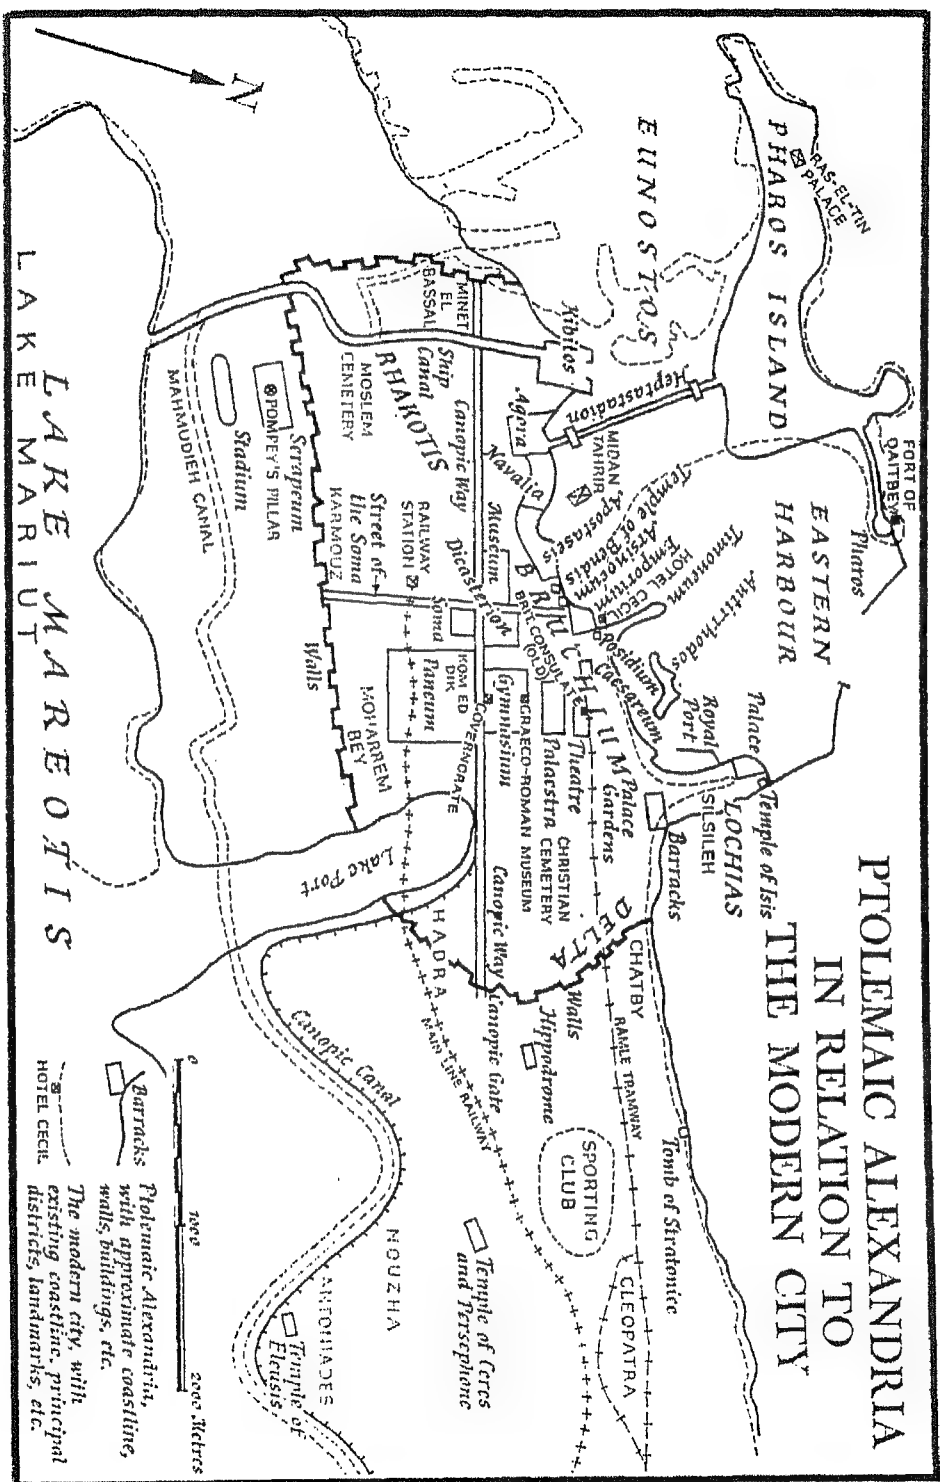 PTOLEMAIC ALEXANDRIA
IN RELATION TO
THE MODERN CITY
RAS-EL-TIN
PALACE
PHAROS ISLAND
FORT OF
QAITBEY
Pharos
EUNOSTOS
EASTERN
HARBOUR
Heptastadion
Kibitos
MIDAN
TAHRIR
Agora
Navalia
Apostaseis
Temple of Bendis
Arsinoeum
Emporium
HOTEL
CECIL
Timoneum
Antirrhodos
Posidium
Caesareum
Royal
Port
Palace
Temple of Isis
LOCHIAS
SILSILEH
Barracks
Palace
Gardens
BRUCHEUM
BRIT. CONSULATE
(OLD)
Theatre
Palaestra
CHRISTIAN
CEMETERY
GRAECO-ROMAN MUSEUM
Gymnasium
GOVERNORATE
Museum
Dicasterion
MINET
EL
BASSAL
Ship
Canal
RHAKOTIS
Canopic Way
MOSLEM
CEMETERY
RAILWAY
STATION
Street of
the Soma
KARMOUZ
Soma
KOM ED
DIK
Paneum
MOHARREM
BEY
Walls
Serapeum
POMPEY'S PILLAR
Stadium
MAHMUDIEH CANAL
LAKE MAREOTIS
LAKE MARIUT
Lake Port
HADRA
Canopic Way
DELTA
CHATBY
Walls
Canopic Gate
Hippodrome
RAMLE TRAMWAY
MAIN LINE RAILWAY
SPORTING
CLUB
Tomb of Stratonice
CLEOPATRA
Canopic Canal
NOUZHA
ANTONIADES
Temple of Ceres
and Persephone
Temple of
Eleusis
N
0 1000 2000 Metres
Barracks
Ptolemaic Alexandria,
with approximate coastline,
walls, buildings, etc.
HOTEL CECIL
The modern city, with
existing coastline, principal
districts, landmarks, etc.